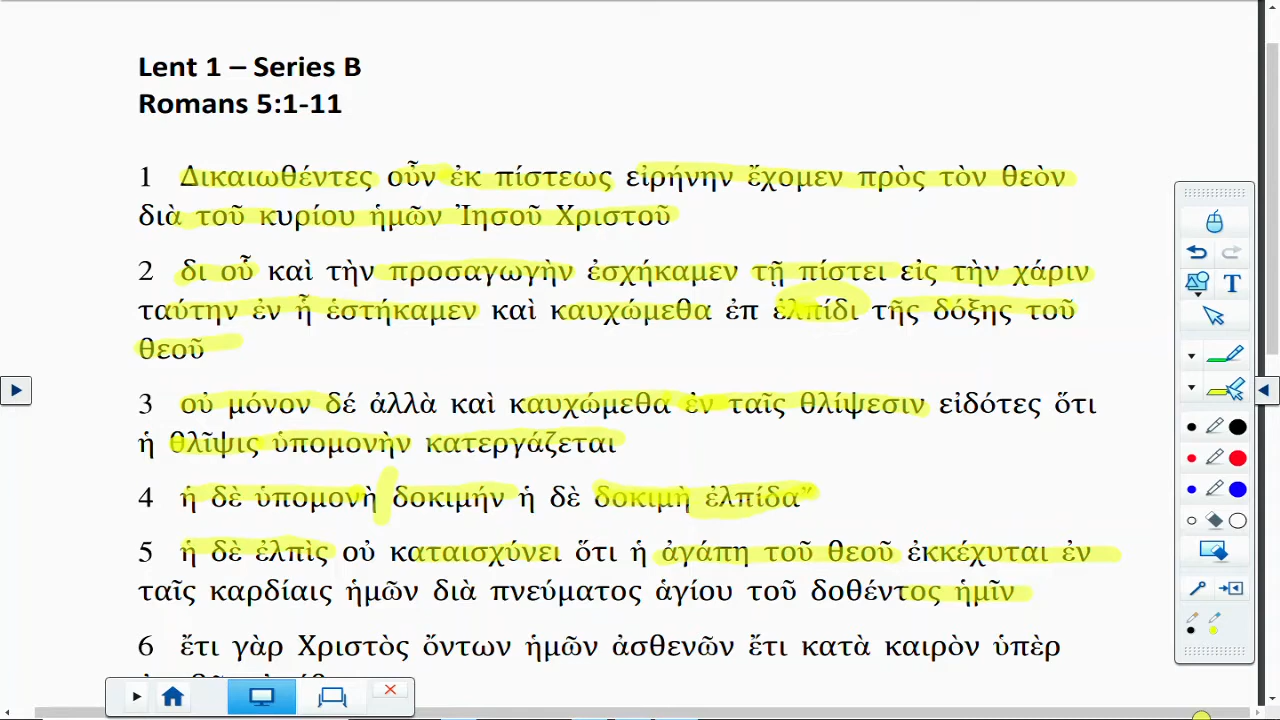 Lent 1 – Series B
Romans 5:1-11
1 Δικαιωθέντες οὖν ἐκ πίστεως εἰρήνην ἔχομεν πρὸς τὸν θεὸν
διὰ τοῦ κυρίου ἡμῶν Ἰησοῦ Χριστοῦ
2 δι οὗ καὶ τὴν προσαγωγὴν ἐσχήκαμεν τῇ πίστει εἰς τὴν χάριν
ταύτην ἐν ᾗ ἑστήκαμεν καὶ καυχώμεθα ἐπ ἐλπίδι τῆς δόξης τοῦ
θεοῦ
3 οὐ μόνον δέ ἀλλὰ καὶ καυχώμεθα ἐν ταῖς θλίψεσιν εἰδότες ὅτι
ἡ θλῖψις ὑπομονὴν κατεργάζεται
4 ἡ δὲ ὑπομονὴ δοκιμήν ἡ δὲ δοκιμὴ ἐλπίδα
5 ἡ δὲ ἐλπὶς οὐ καταισχύνει ὅτι ἡ ἀγάπη τοῦ θεοῦ ἐκκέχυται ἐν
ταῖς καρδίαις ἡμῶν διὰ πνεύματος ἁγίου τοῦ δοθέντος ἡμῖν
6 ἔτι γὰρ Χριστὸς ὄντων ἡμῶν ἀσθενῶν ἔτι κατὰ καιρὸν ὑπὲρ
T